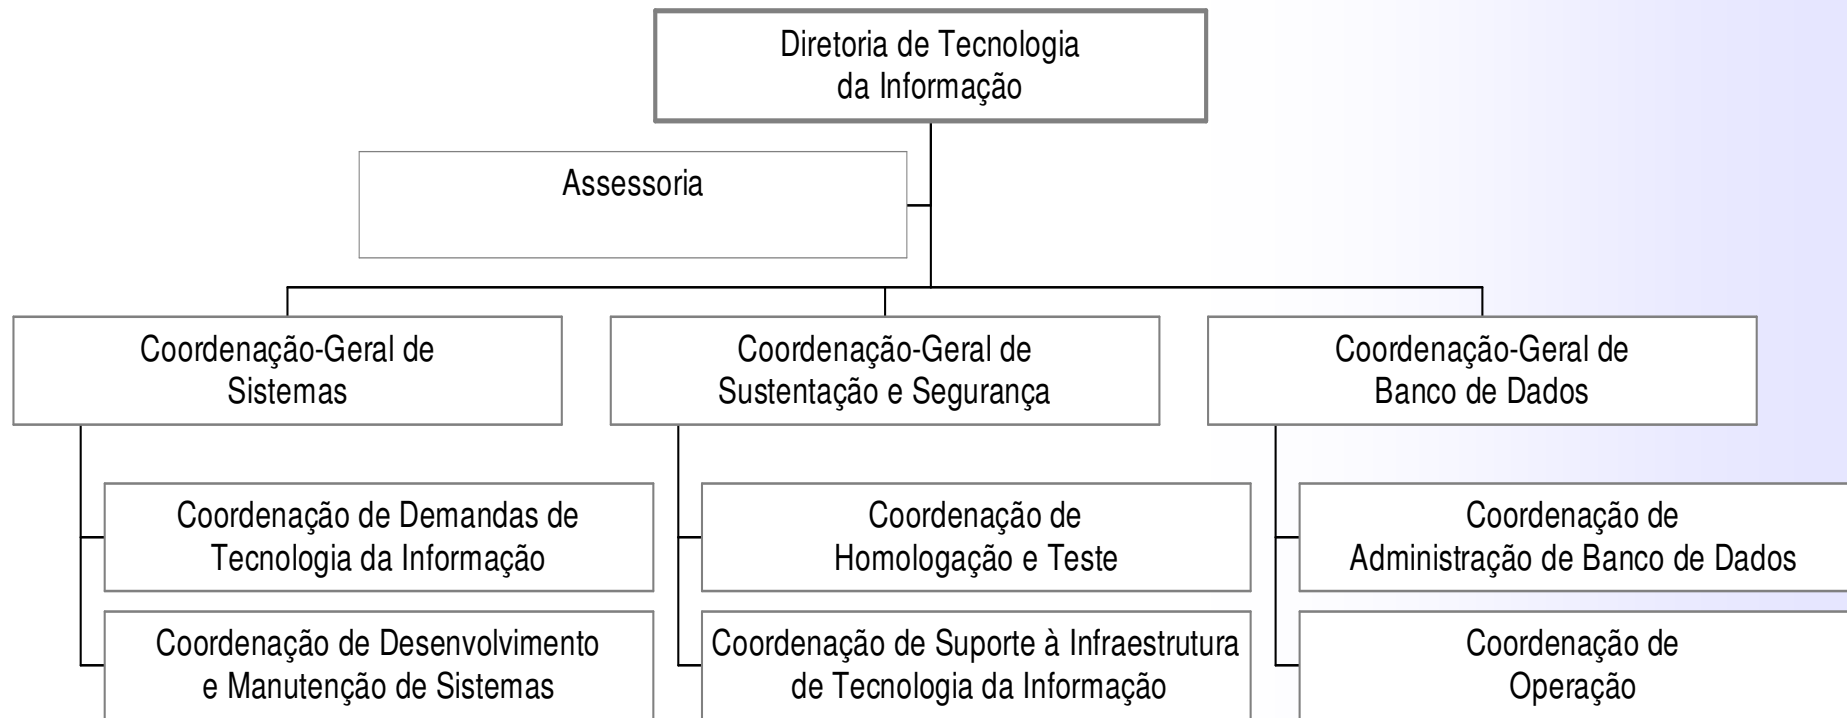 Diretoria de Tecnologia
da Informação
Assessoria
Coordenação-Geral de
Sistemas
Coordenação-Geral de
Sustentação e Segurança
Coordenação-Geral de
Banco de Dados
Coordenação de Demandas de
Tecnologia da Informação
Coordenação de
Homologação e Teste
Coordenação de
Administração de Banco de Dados
Coordenação de Desenvolvimento
e Manutenção de Sistemas
Coordenação de Suporte à Infraestrutura
de Tecnologia da Informação
Coordenação de
Operação